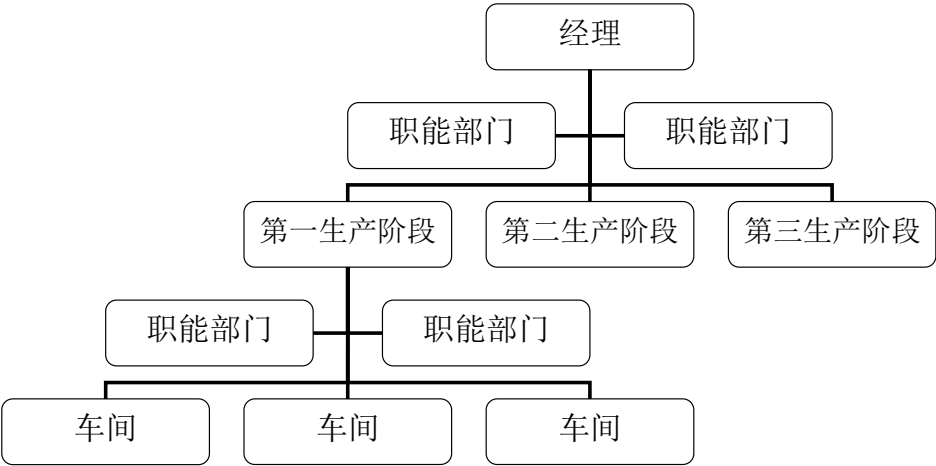 经理
职能部门
职能部门
第一生产阶段
第二生产阶段
第三生产阶段
职能部门
职能部门
车间
车间
车间